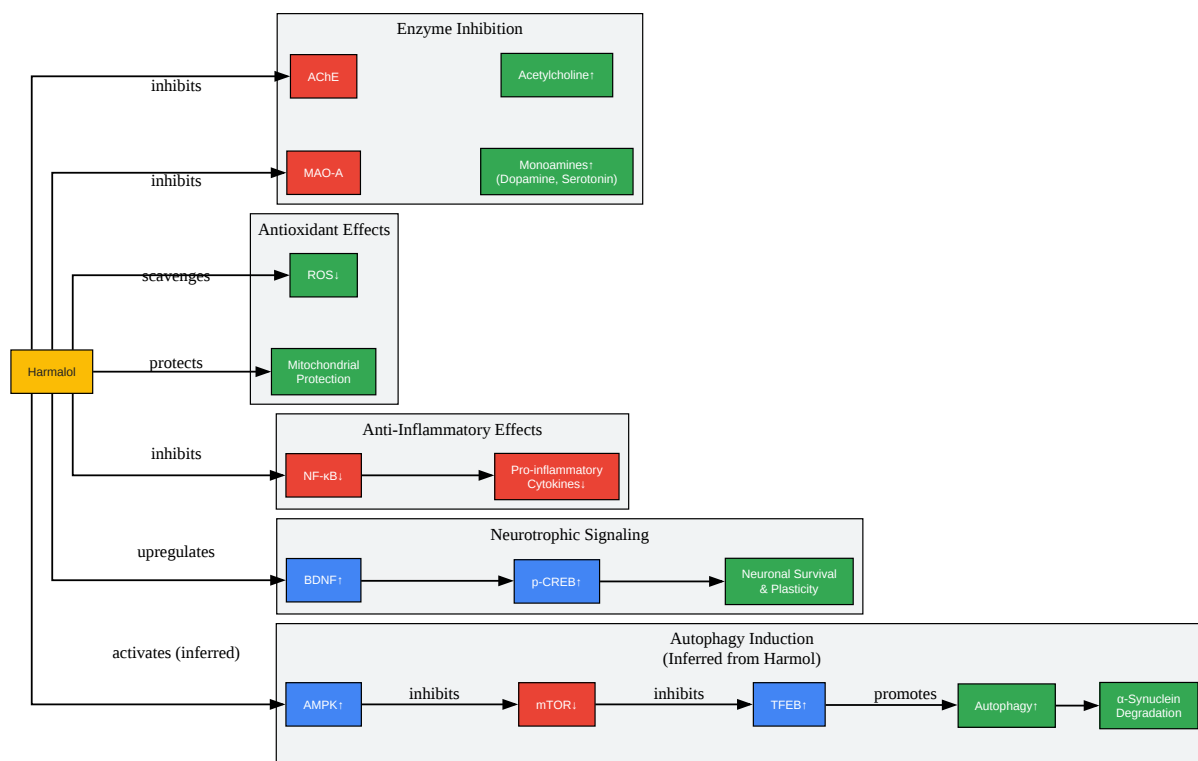 Enzyme Inhibition
AChE
Acetylcholine↑
inhibits
MAO-A
Monoamines↑
(Dopamine, Serotonin)
inhibits
Antioxidant Effects
ROS↓
scavenges
Harmalol
protects
Mitochondrial
Protection
Anti-Inflammatory Effects
inhibits
NF-κB↓
Pro-inflammatory
Cytokines↓
Neurotrophic Signaling
upregulates
BDNF↑
p-CREB↑
Neuronal Survival
& Plasticity
Autophagy Induction
(Inferred from Harmol)
activates (inferred)
AMPK↑
inhibits
mTOR↓
inhibits
TFEB↑
promotes
Autophagy↑
α-Synuclein
Degradation